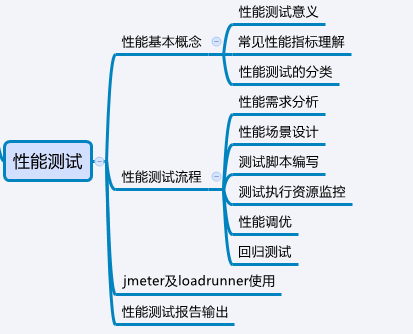 性能测试
性能基本概念
性能测试意义
常见性能指标理解
性能测试的分类
性能测试流程
性能需求分析
性能场景设计
测试脚本编写
测试执行资源监控
性能调优
回归测试
jmeter及loadrunner使用
性能测试报告输出